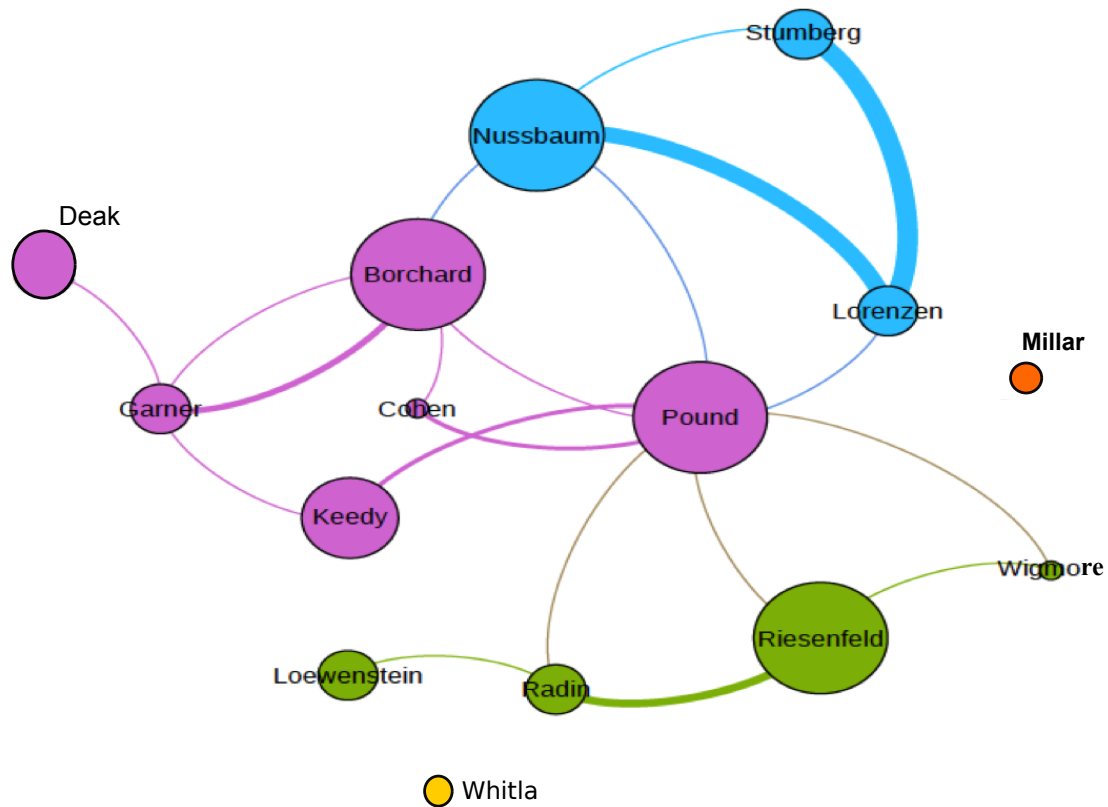 Stumberg
Nussbaum
Deak
Borchard
Lorenzen
Millar
Garner
Cohen
Pound
Keedy
Wigmore
Riesenfeld
Loewenstein
Radin
Whitla